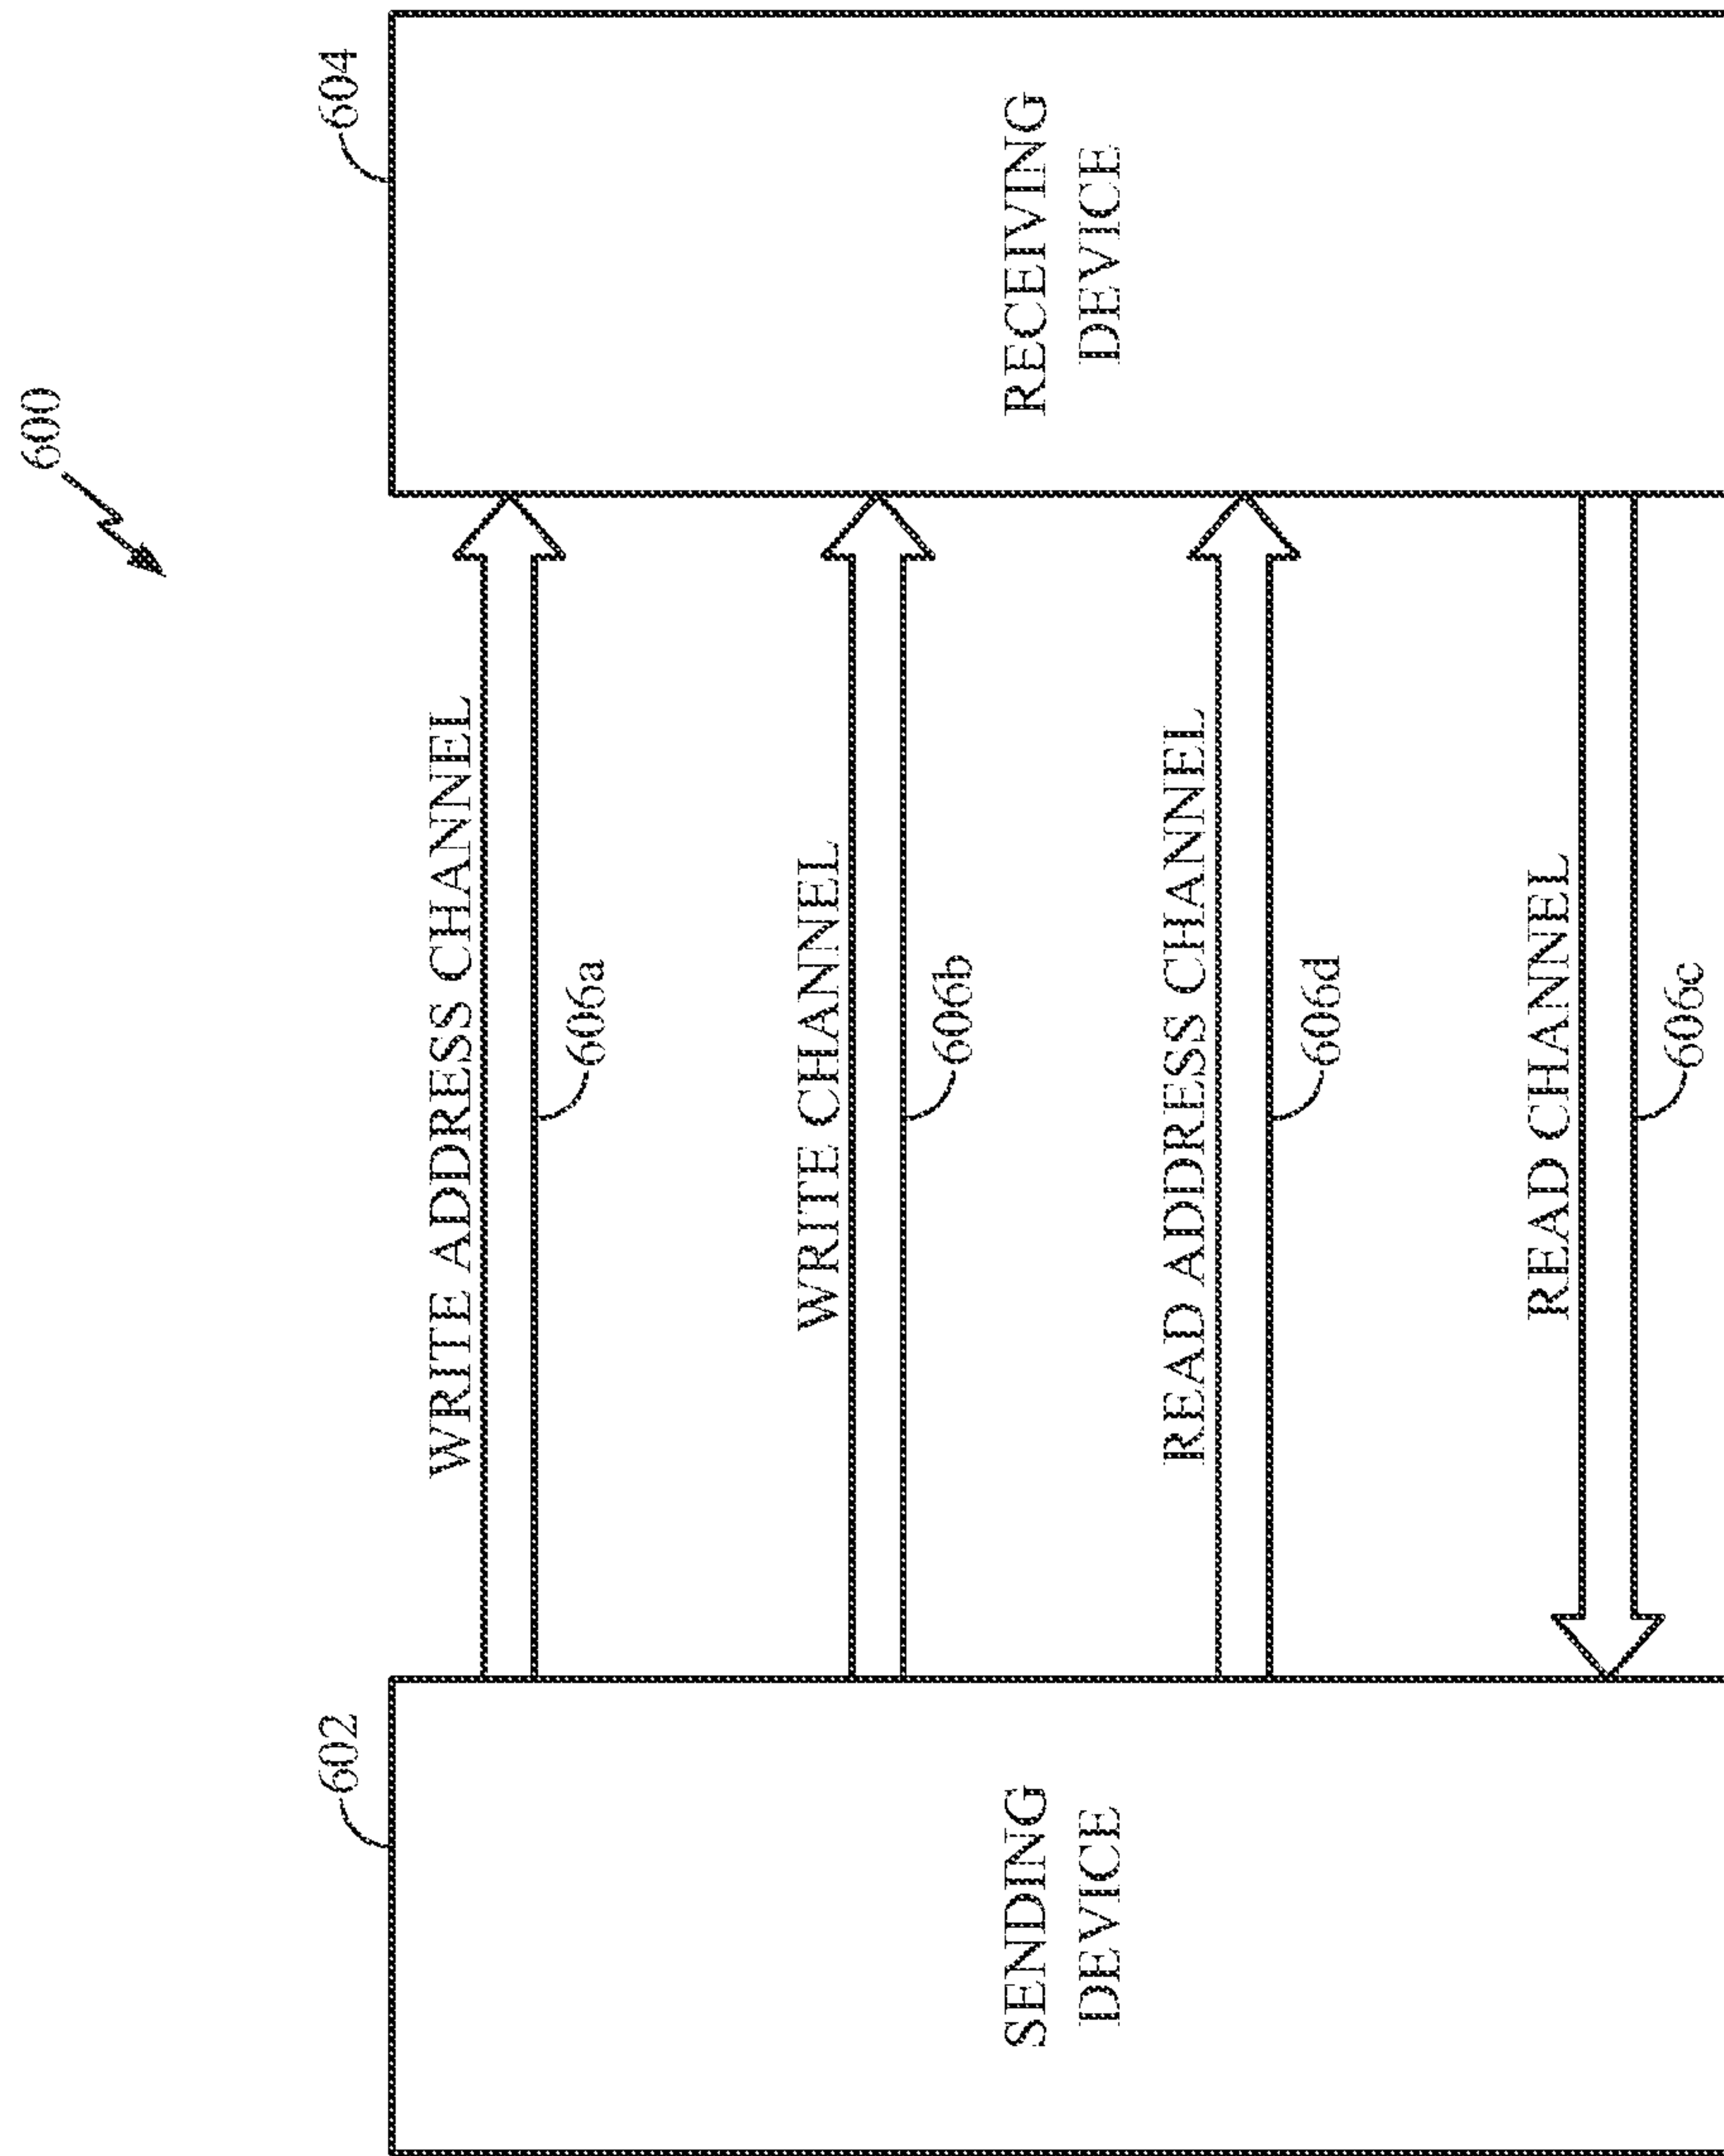 600
602
604
WRITE ADDRESS CHANNEL
606a
WRITE CHANNEL
606b
SENDING
DEVICE
RECEIVING
DEVICE
READ ADDRESS CHANNEL
606d
READ CHANNEL
606c